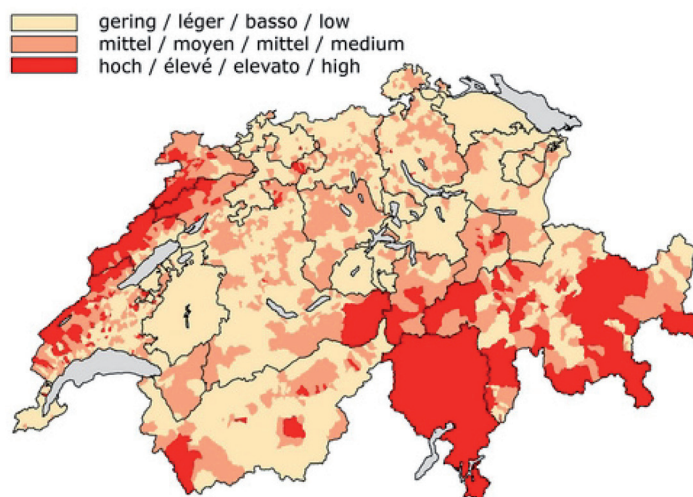 gering / léger / basso / low
mittel / moyen / mittel / medium
hoch / élevé / elevato / high